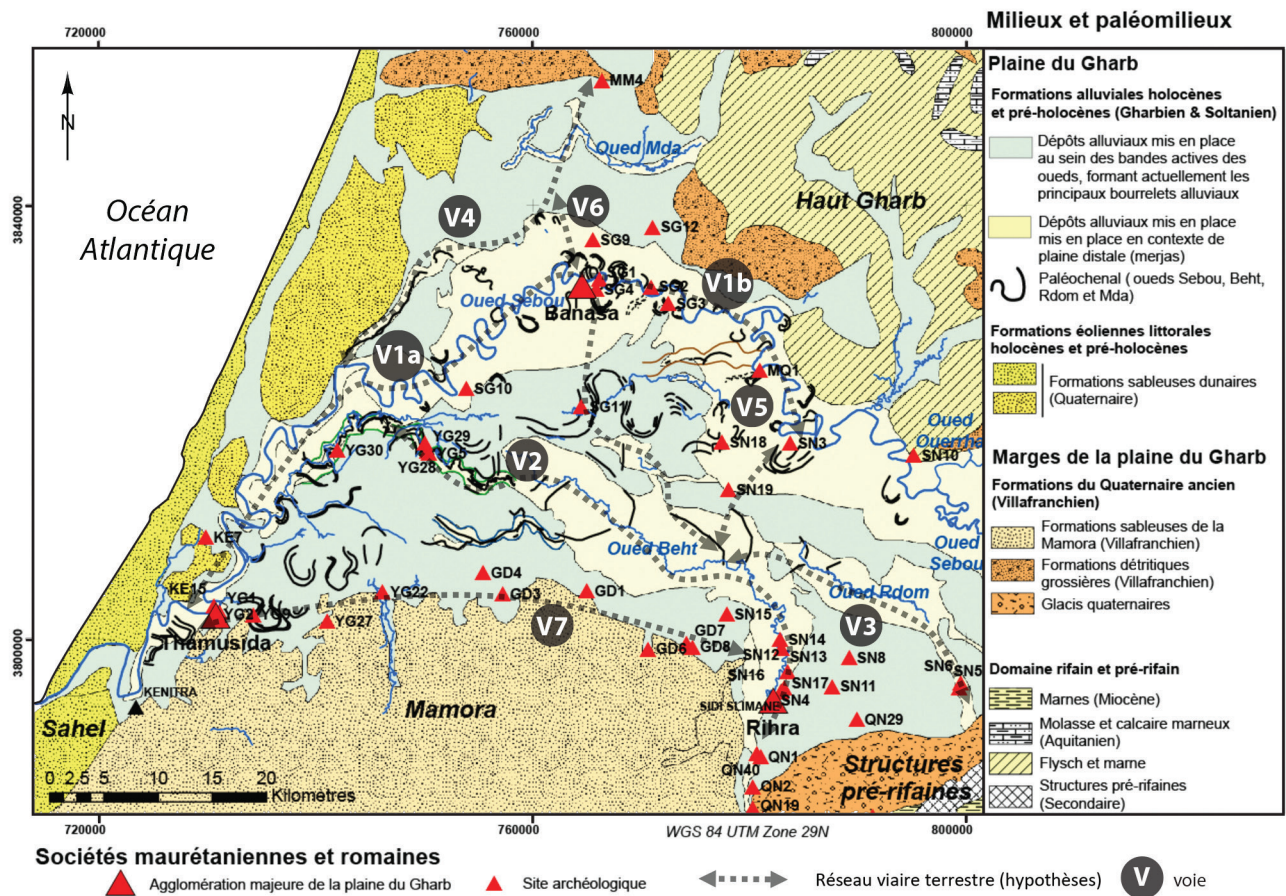 720000
760000
800000
3840000
3800000
N
Océan
Atlantique
MM4
Oued Mda
Haut Gharb
V4
V6
SG9
SG12
SG1
SG4
SG2
SG3
V1b
Oued Sebou
Banasa
V1a
SG10
SG11
MQ1
V5
SN18
SN3
Oued
Ouerrha
SN10
YG29
YG30
YG5
YG28
V2
SN19
KE7
Oued Beht
Oued
Sebou
KE15
YG1
YG2
YG9
Thamusida
YG22
YG27
GD4
GD3
GD1
V7
Oued Rdom
V3
SN15
GD7
GD6
GD8
SN14
SN12
SN13
SN8
SN6
SN5
SN16
SN17
SN11
SN4
SIDI SLIMANE
Rihra
QN29
KENITRA
Sahel
Mamora
QN1
QN40
QN2
QN19
Structures
pré-rifaines
0 2,5 5 10 15 20
Kilomètres
720000
760000
800000
WGS 84 UTM Zone 29N
Milieux et paléomilieux
Plaine du Gharb
Formations alluviales holocènes
et pré-holocènes (Gharbien & Soltanien)
Dépôts alluviaux mis en place
au sein des bandes actives des
oueds, formant actuellement les
principaux bourrelets alluviaux
Dépôts alluviaux mis en place
mis en place en contexte de
plaine distale (merjas)
Paléochenal ( oueds Sebou, Beht,
Rdom et Mda)
Formations éoliennes littorales
holocènes et pré-holocènes
Formations sableuses dunaires
(Quaternaire)
Marges de la plaine du Gharb
Formations du Quaternaire ancien
(Villafranchien)
Formations sableuses de la
Mamora (Villafranchien)
Formations détritiques
grossières (Villafranchien)
Glacis quaternaires
Domaine rifain et pré-rifain
Marnes (Miocène)
Molasse et calcaire marneux
(Aquitanien)
Flysch et marne
Structures pré-rifaines
(Secondaire)
Sociétés maurétaniennes et romaines
Agglomération majeure de la plaine du Gharb
Site archéologique
Réseau viaire terrestre (hypothèses)
V voie